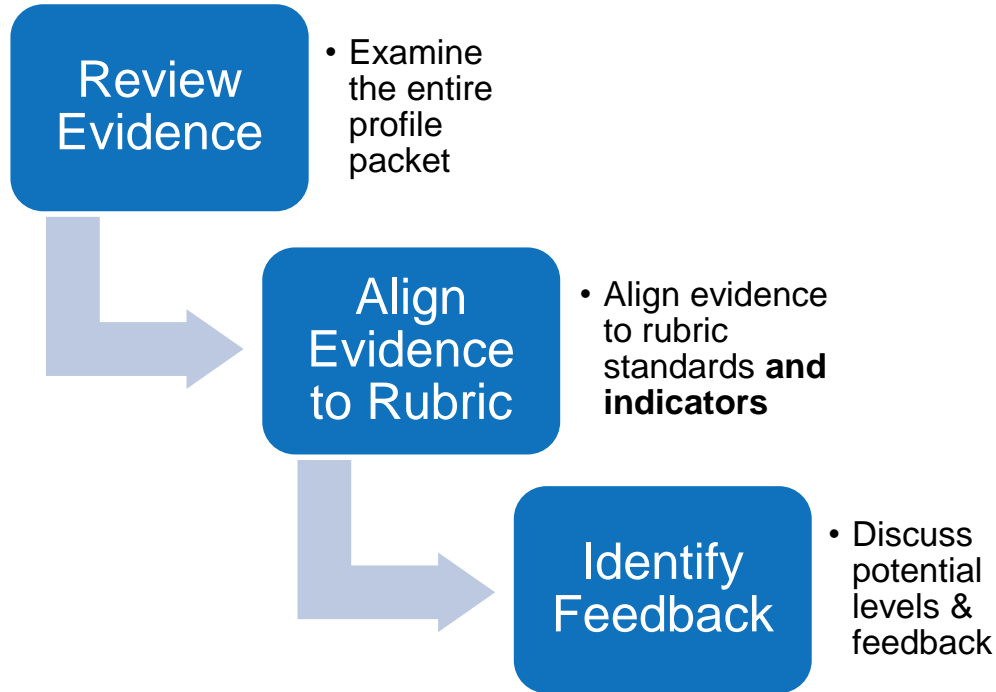 Review
Evidence
• Examine
the entire
profile
packet
Align
Evidence
to Rubric
• Align evidence
to rubric
standards and
indicators
Identify
Feedback
• Discuss
potential
levels &
feedback